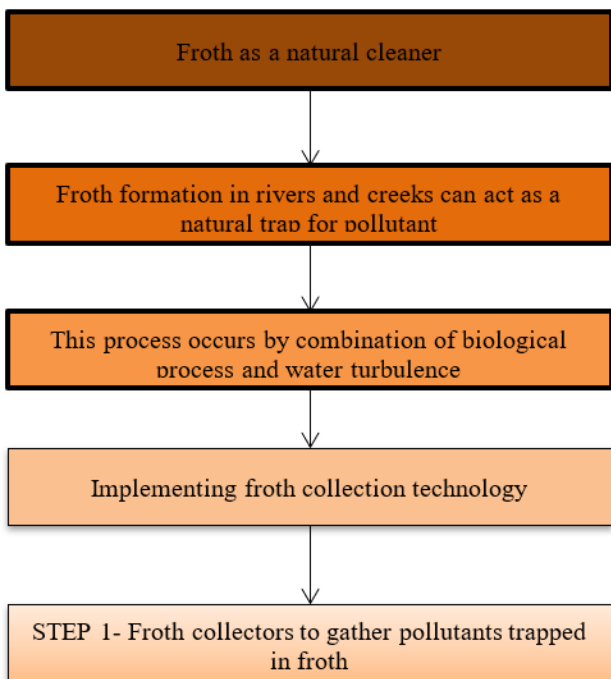 Froth as a natural cleaner
Froth formation in rivers and creeks can act as a
natural trap for pollutant
This process occurs by combination of biological
process and water turbulence
Implementing froth collection technology
STEP 1- Froth collectors to gather pollutants trapped
in froth